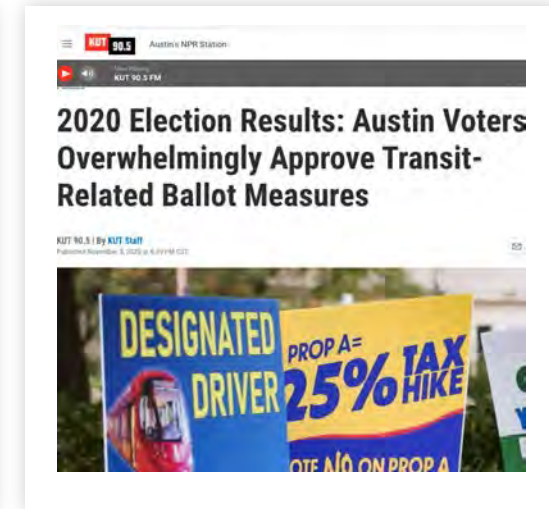 KUT 90.5 Austin's NPR Station
KUT 90.5 FM
2020 Election Results: Austin Voters
Overwhelmingly Approve Transit-
Related Ballot Measures
KUT 90.5 | By KUT Staff
DESIGNATED
DRIVER
PROP A=
25% TAX
HIKE
VOTE NO ON PROP A